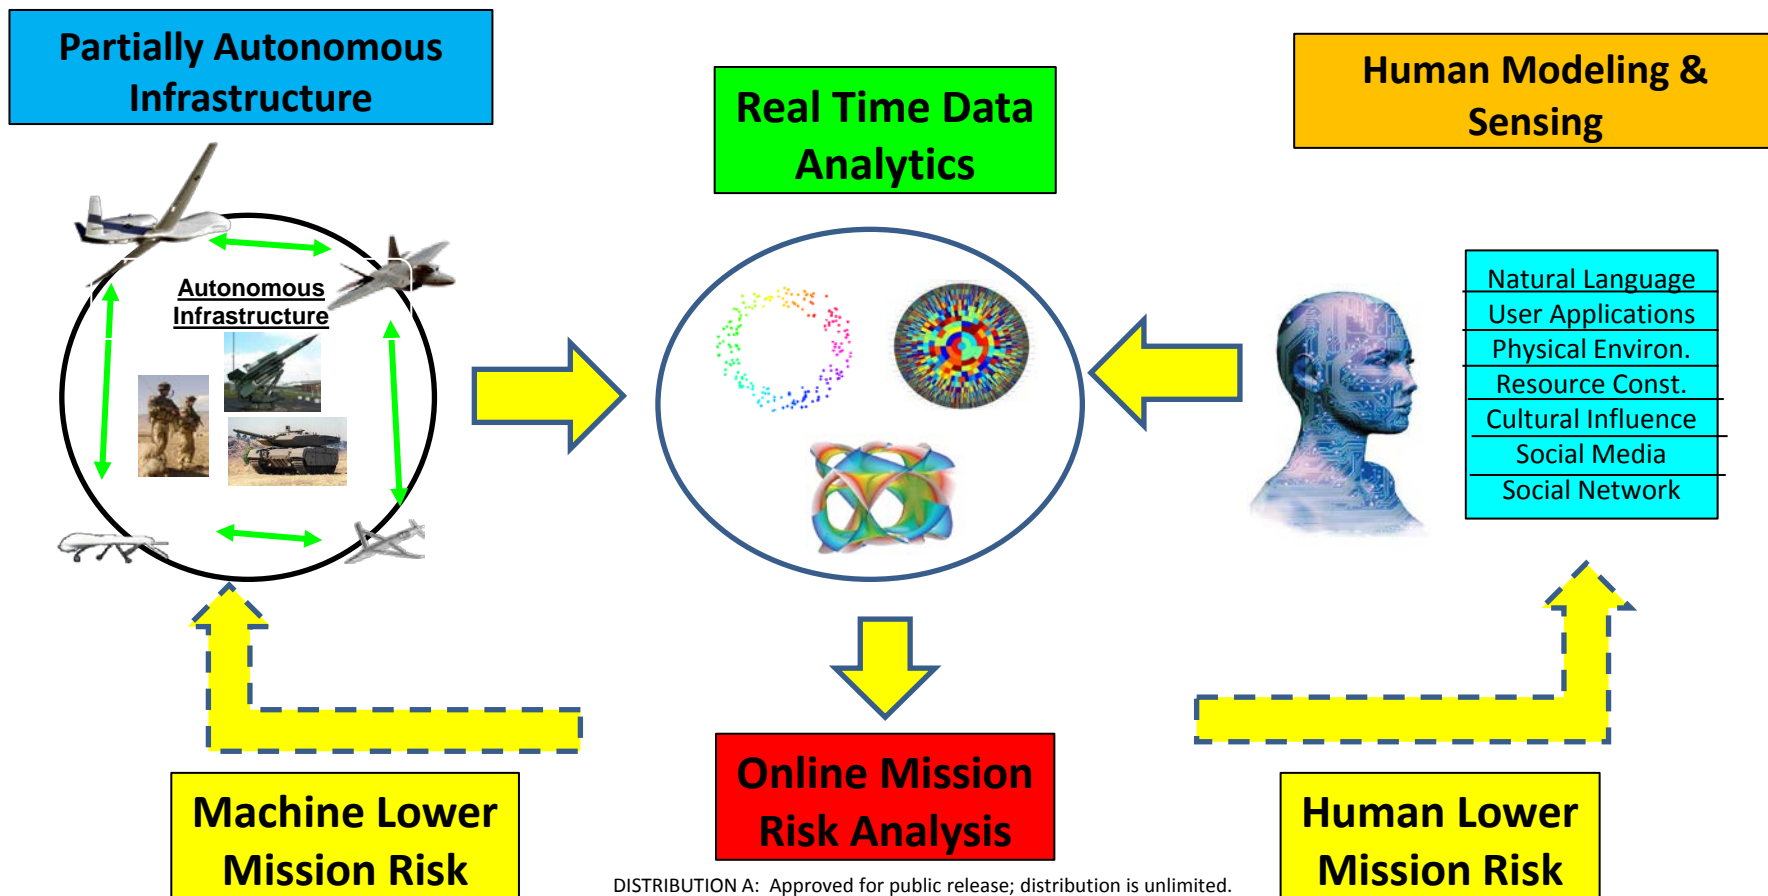 Partially Autonomous
Infrastructure
Real Time Data
Analytics
Human Modeling &
Sensing
Autonomous
Infrastructure
Natural Language
User Applications
Physical Environ.
Resource Const.
Cultural Influence
Social Media
Social Network
Machine Lower
Mission Risk
Online Mission
Risk Analysis
Human Lower
Mission Risk
DISTRIBUTION A: Approved for public release; distribution is unlimited.